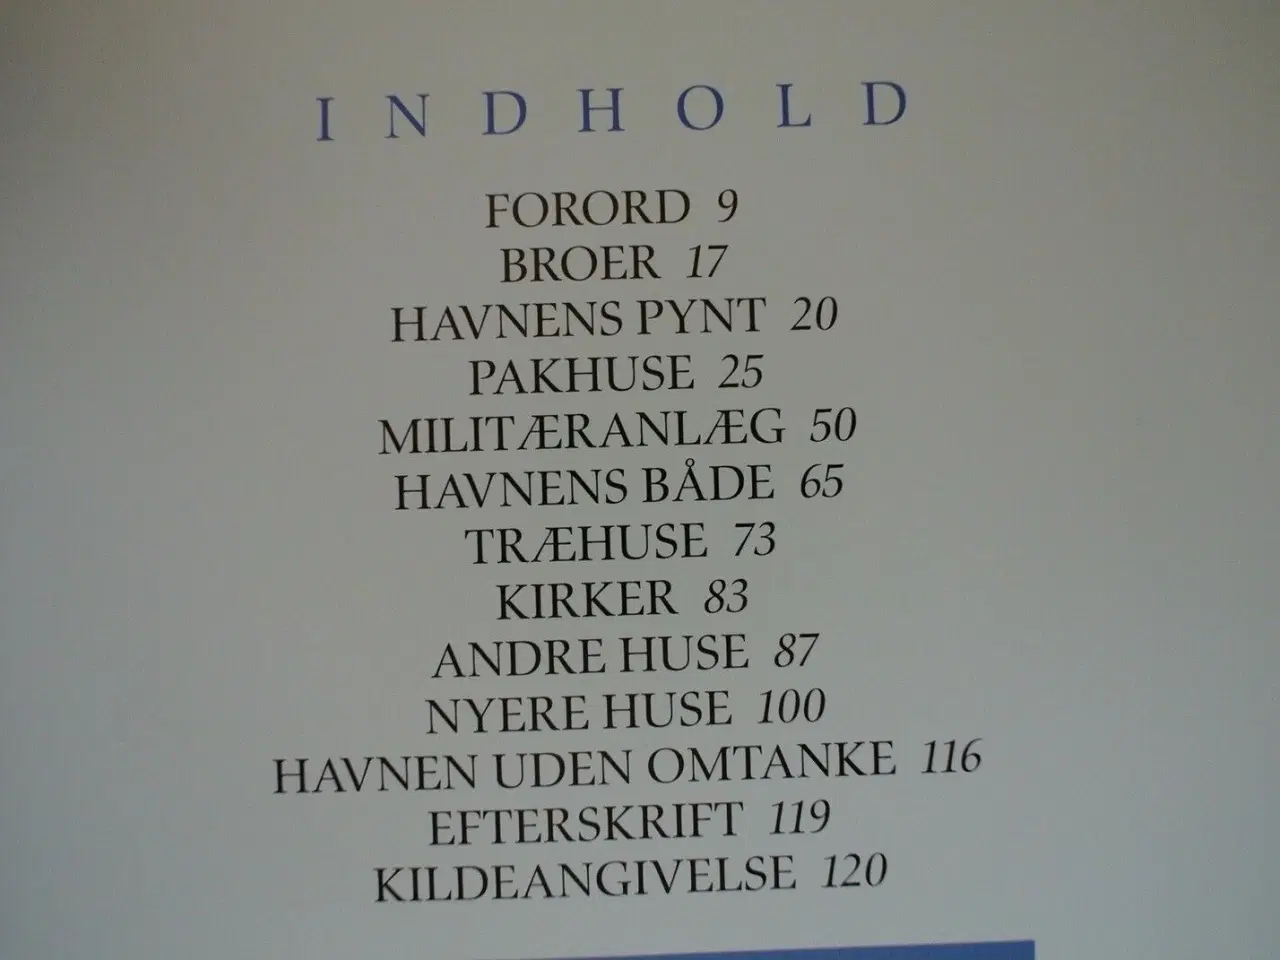 INDHOLD
FORORD 9
BROER 17
HAVNENS PYNT 20
PAKHUSE 25
MILITÆRANLÆG 50
HAVNENS BÅDE 65
TRÆHUSE 73
KIRKER 83
ANDRE HUSE 87
NYERE HUSE 100
HAVNEN UDEN OMTANKE 116
EFTERSKRIFT 119
KILDEANGIVELSE 120